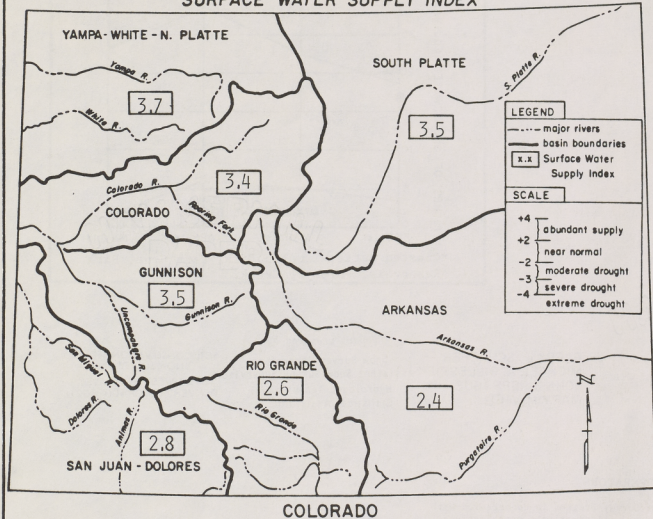 SURFACE WATER SUPPLY INDEX
YAMPA-WHITE-N. PLATTE
Yampa R.
3.7
White R.
SOUTH PLATTE
S. Platte R.
3.5
LEGEND
major rivers
basin boundaries
x.x Surface Water
Supply Index
SCALE
+4
abundant supply
+2
near normal
-2
moderate drought
-3
severe drought
-4
extreme drought
3.4
Colorado R.
COLORADO
Roaring Fork
GUNNISON
3.5
Gunnison R.
Uncompahgre R.
San Miguel R.
Dolores R.
Animas R.
2.8
SAN JUAN - DOLORES
RIO GRANDE
2.6
Rio Grande
ARKANSAS
Arkansas R.
2.4
Purgatoire R.
N
COLORADO